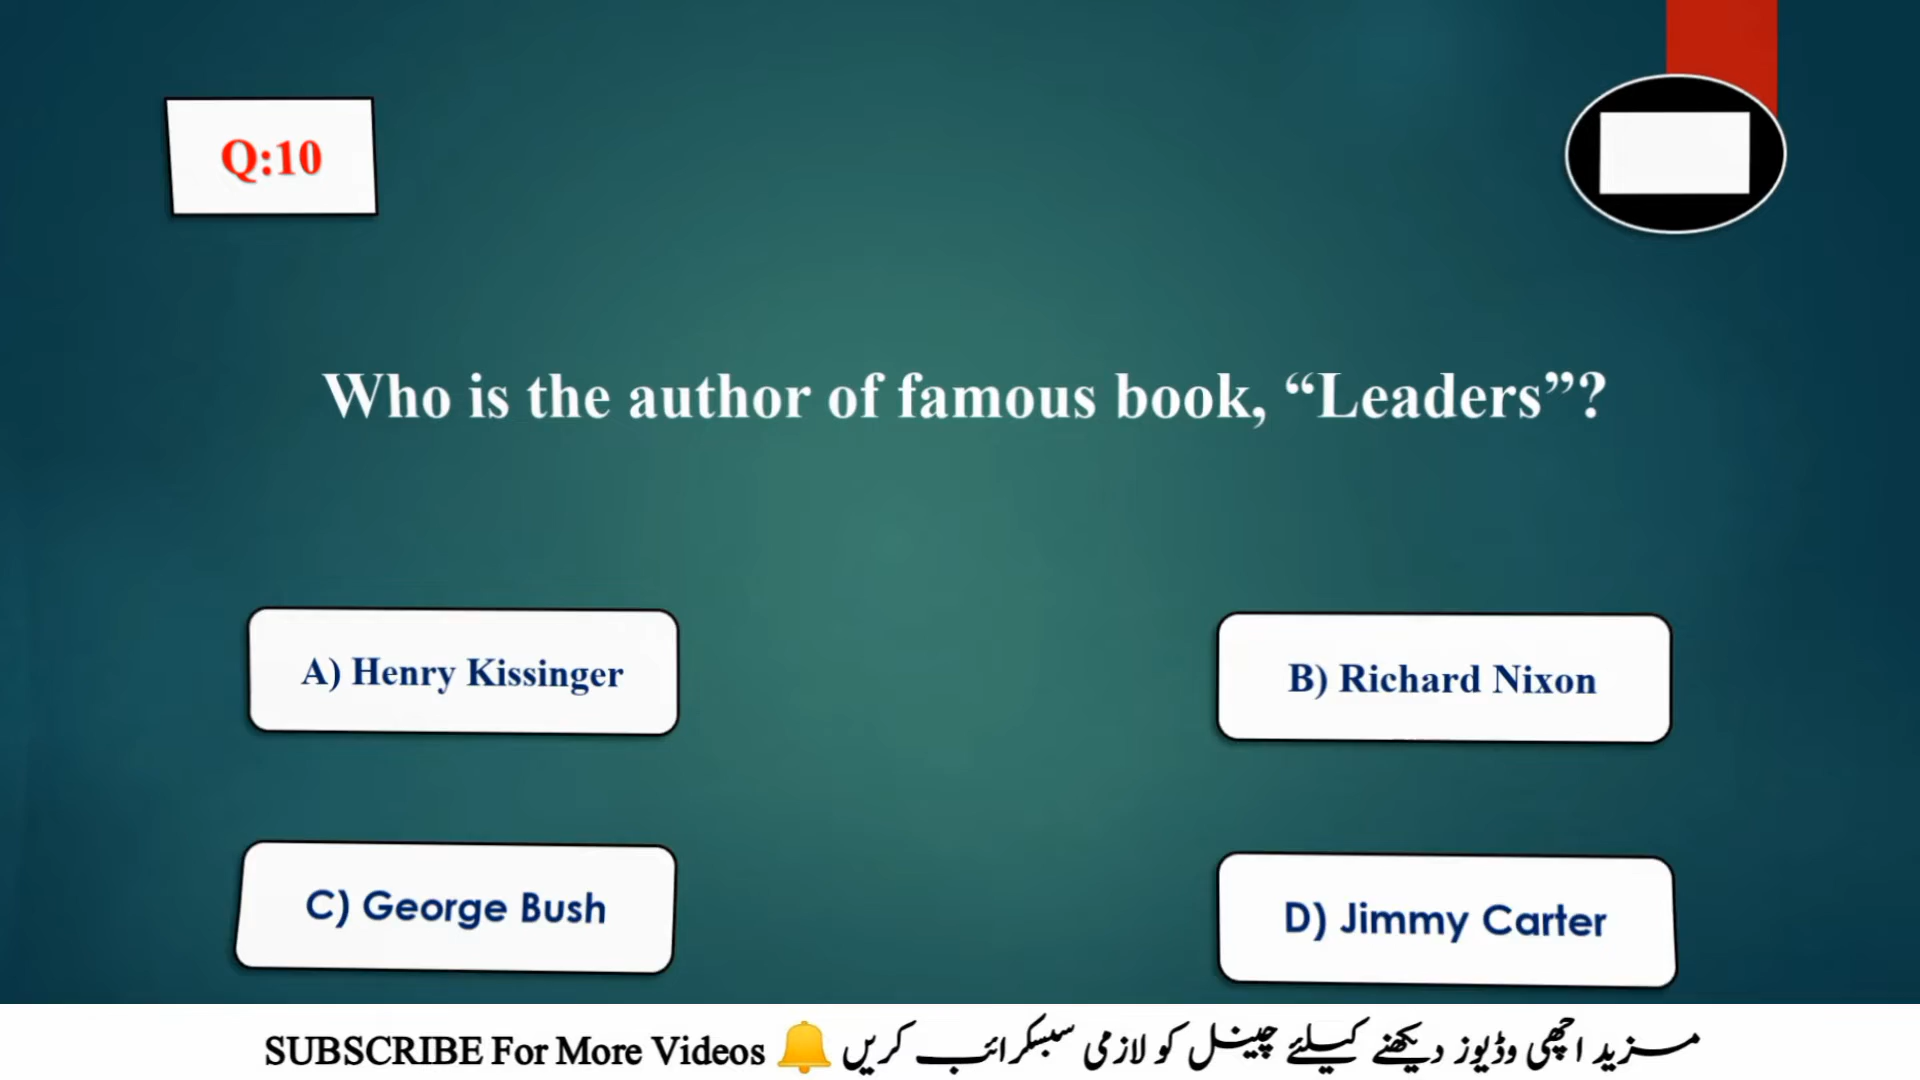 Q:10
Who is the author of famous book, “Leaders”?
A) Henry Kissinger
B) Richard Nixon
C) George Bush
D) Jimmy Carter
SUBSCRIBE For More Videos 🔔 مزید اچھی وڈیوز دیکھنے کیلئے چینل کو لازمی سبسکرائب کریں